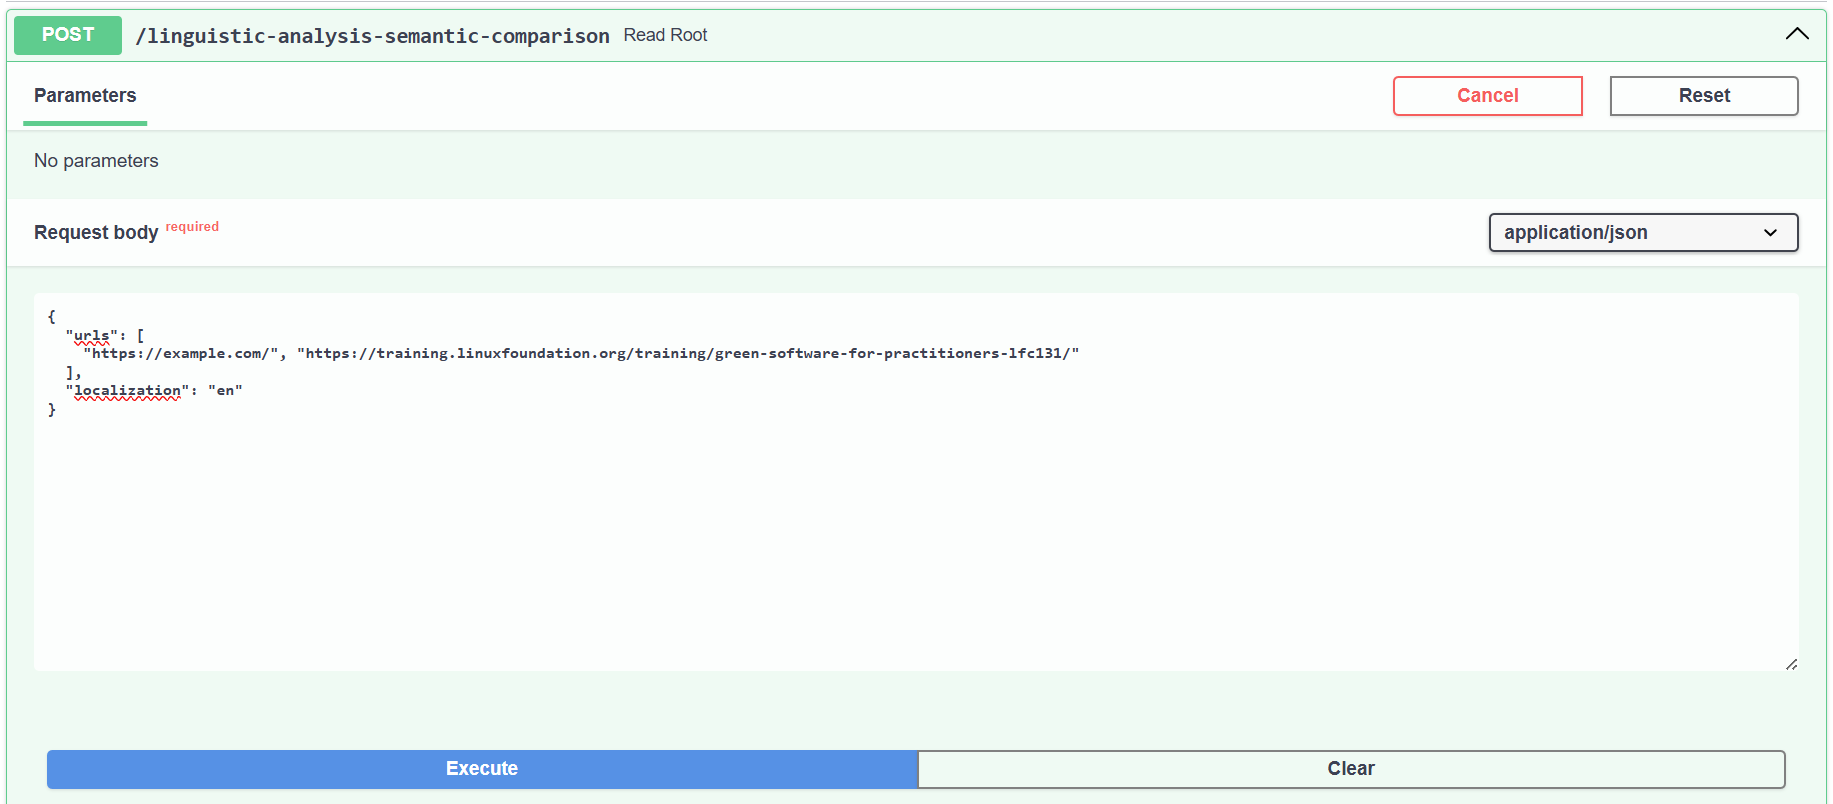 POST /linguistic-analysis-semantic-comparison Read Root
Parameters Cancel Reset
No parameters
Request body required application/json
{
"urls": [
"https://example.com/", "https://training.linuxfoundation.org/training/green-software-for-practitioners-lfc131/"
],
"localization": "en"
}
Execute Clear